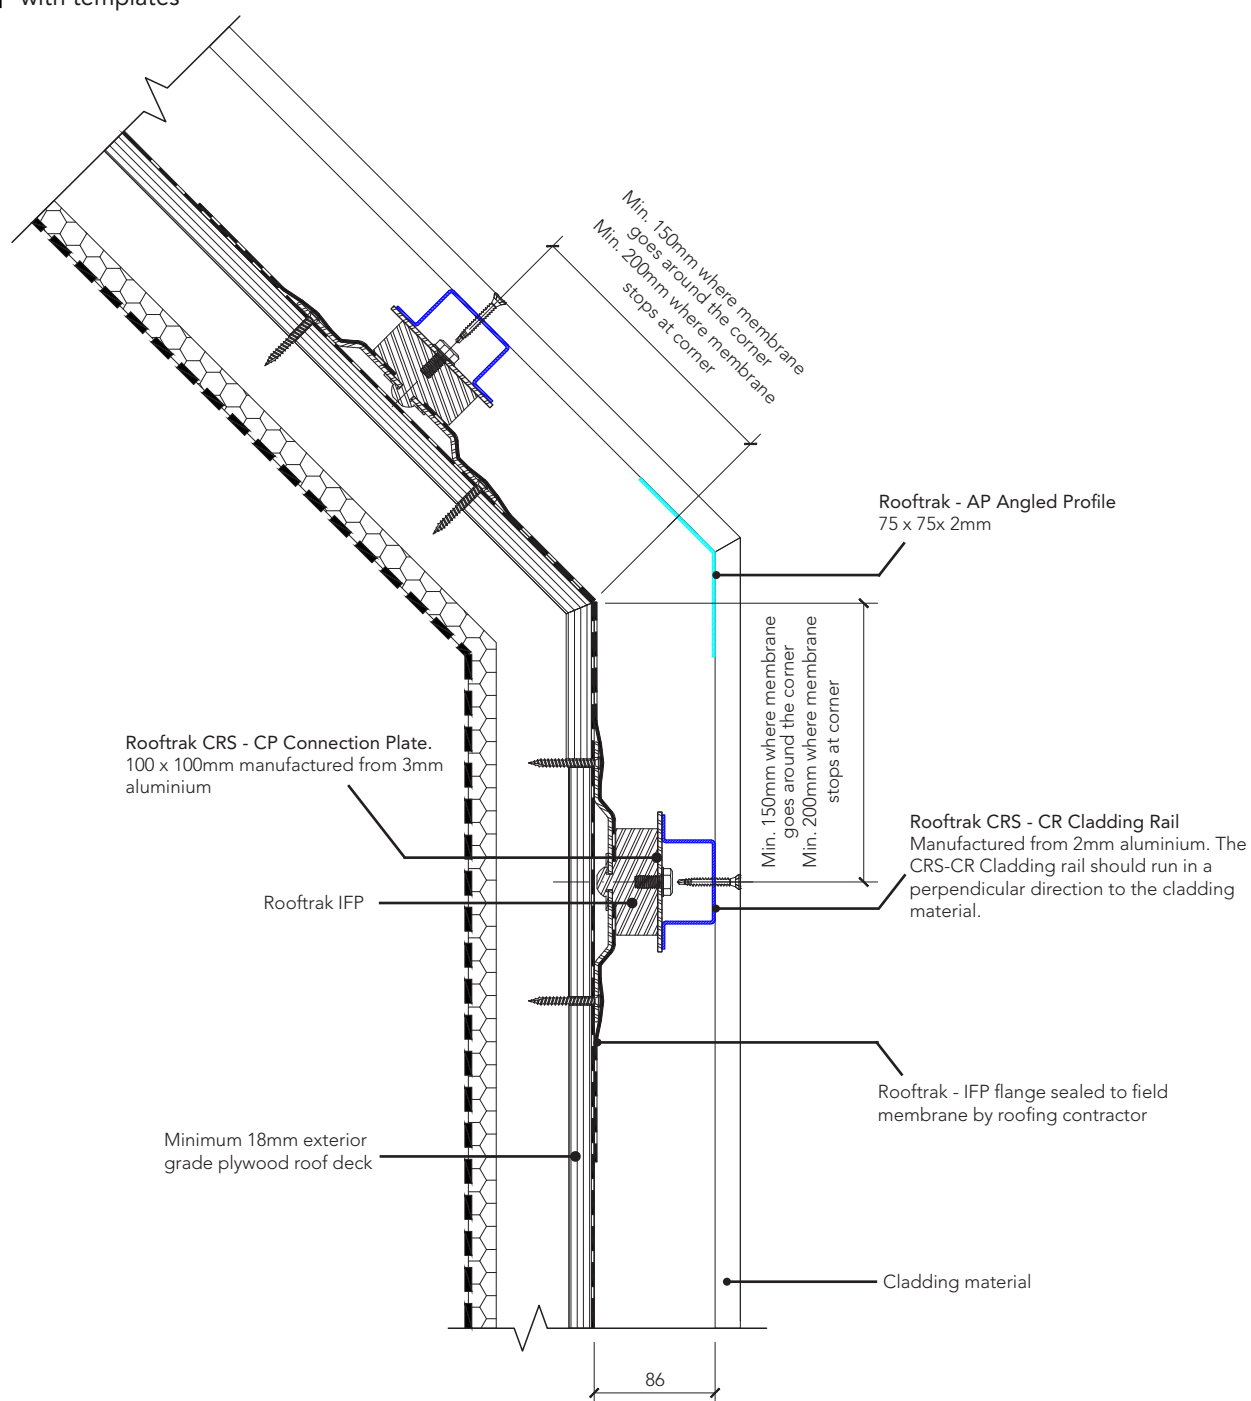 with templates
Min. 150mm where membrane
goes around the corner
Min. 200mm where membrane
stops at corner
Rooftrak - AP Angled Profile
75 x 75x 2mm
Min. 150mm where membrane
goes around the corner
Min. 200mm where membrane
stops at corner
Rooftrak CRS - CP Connection Plate.
100 x 100mm manufactured from 3mm
aluminium
Rooftrak CRS - CR Cladding Rail
Manufactured from 2mm aluminium. The
CRS-CR Cladding rail should run in a
perpendicular direction to the cladding
material.
Rooftrak IFP
Rooftrak - IFP flange sealed to field
membrane by roofing contractor
Minimum 18mm exterior
grade plywood roof deck
Cladding material
86